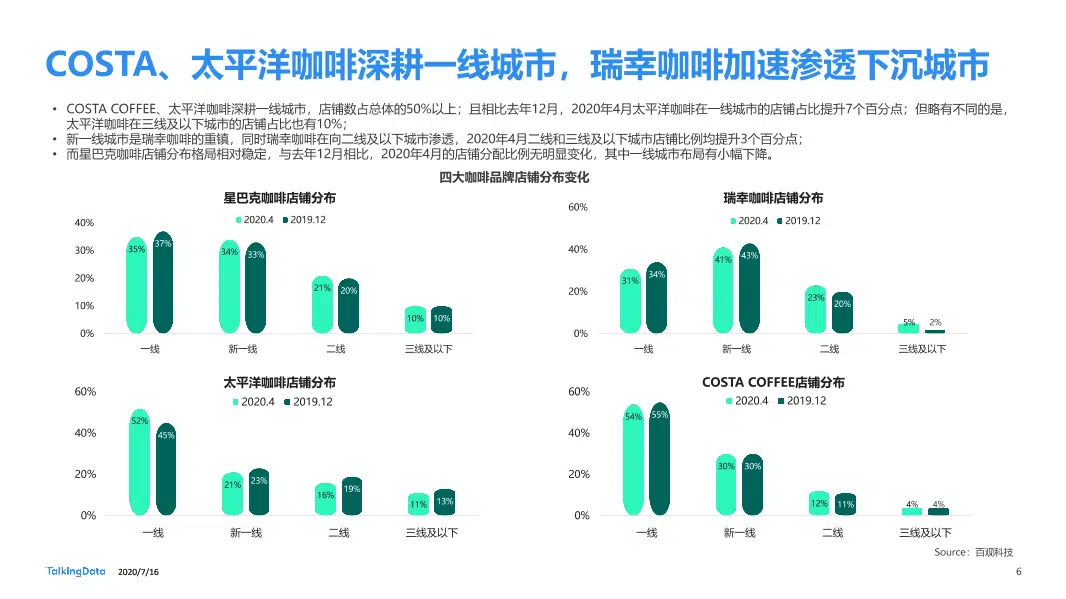 COSTA、太平洋咖啡深耕一线城市，瑞幸咖啡加速渗透下沉城市
• COSTA COFFEE、太平洋咖啡深耕一线城市，店铺数占总体的50%以上；且相比去年12月，2020年4月太平洋咖啡在一线城市的店铺占比提升7个百分点；但略有不同的是，
太平洋咖啡在三线及以下城市的店铺占比也有10%；
• 新一线城市是瑞幸咖啡的重镇，同时瑞幸咖啡在向二线及以下城市渗透，2020年4月二线和三线及以下城市店铺比例均提升3个百分点；
• 而星巴克咖啡店铺分布格局相对稳定，与去年12月相比，2020年4月的店铺分配比例无明显变化，其中一线城市布局有小幅下降。
四大咖啡品牌店铺分布变化
星巴克咖啡店铺分布
2020.4 2019.12
40%
30%
20%
10%
0%
35% 37% 34% 33% 21% 20% 10% 10%
一线 新一线 二线 三线及以下
瑞幸咖啡店铺分布
2020.4 2019.12
60%
40%
20%
0%
31% 34% 41% 43% 23% 20% 5% 2%
一线 新一线 二线 三线及以下
太平洋咖啡店铺分布
2020.4 2019.12
60%
40%
20%
0%
52% 45% 21% 23% 16% 19% 11% 13%
一线 新一线 二线 三线及以下
COSTA COFFEE店铺分布
2020.4 2019.12
60%
40%
20%
0%
54% 55% 30% 30% 12% 11% 4% 4%
一线 新一线 二线 三线及以下
Source：百观科技
TalkingData 2020/7/16
6